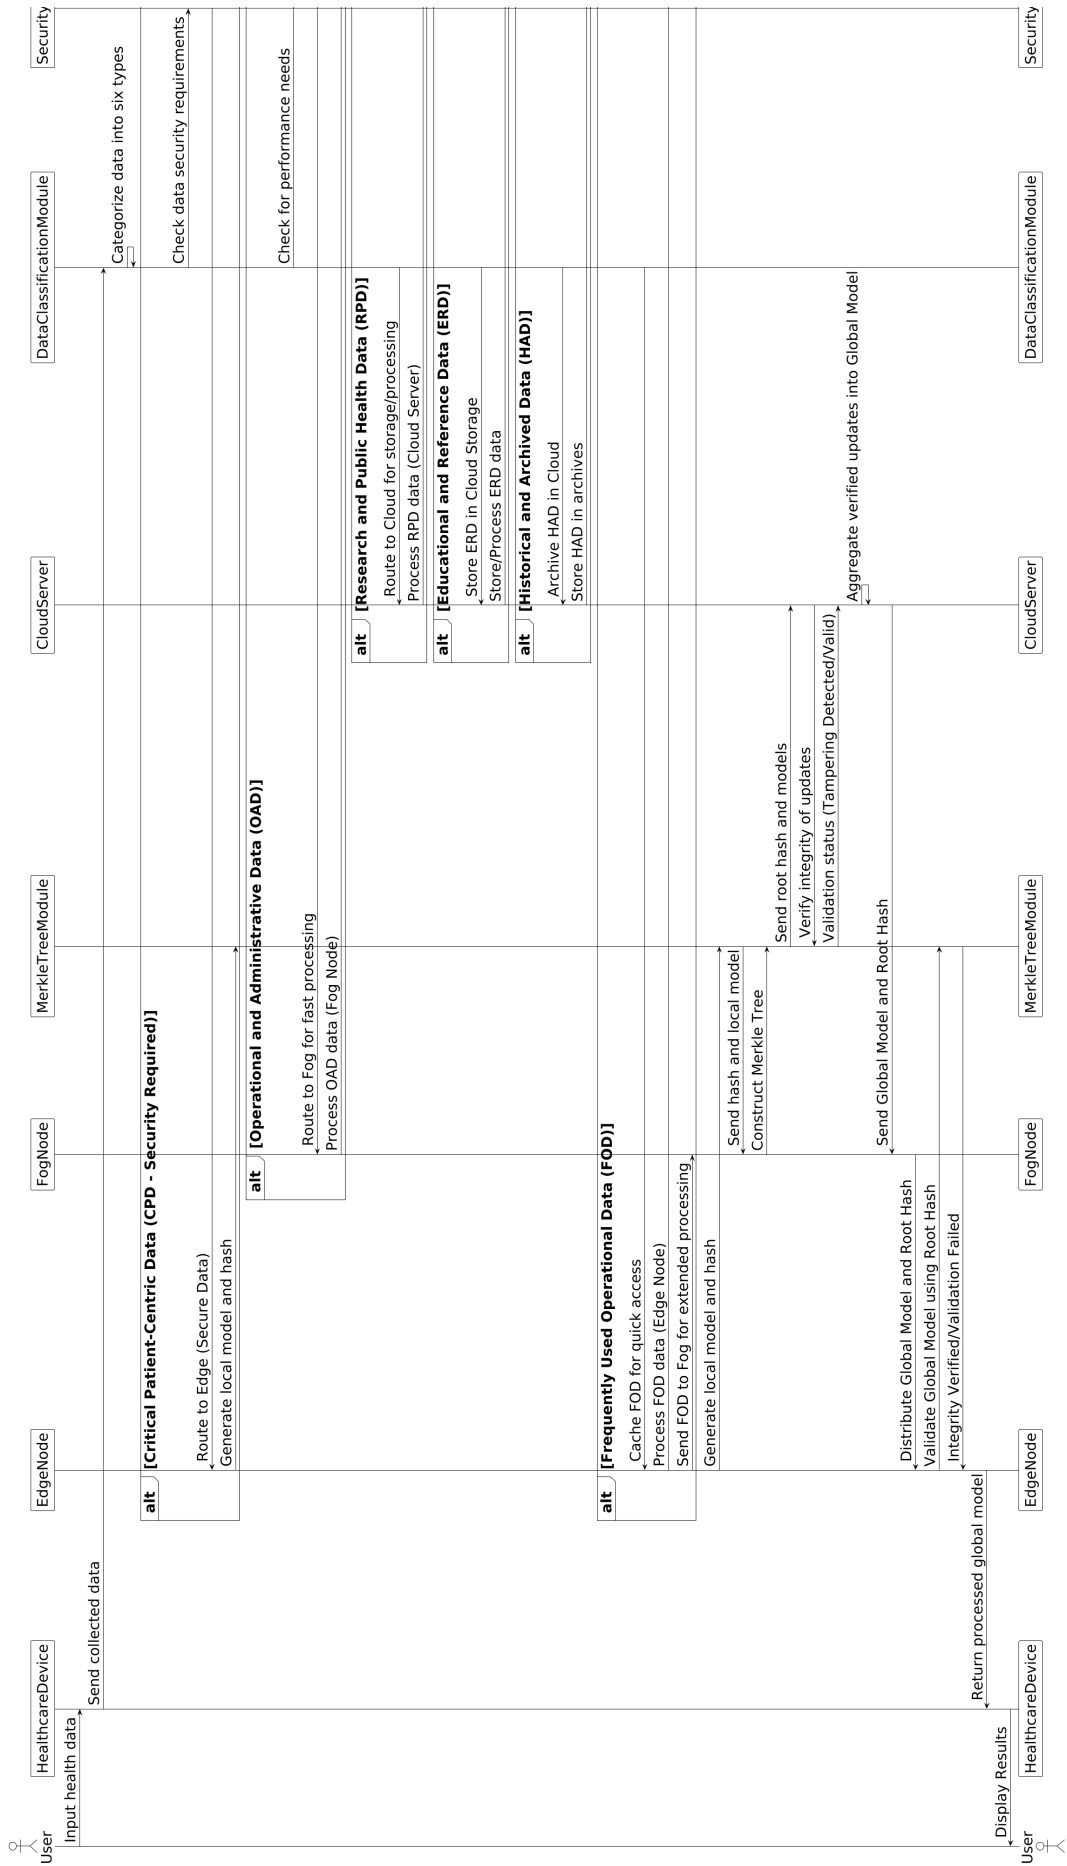 User
HealthcareDevice
EdgeNode
FogNode
MerkleTreeModule
CloudServer
DataClassificationModule
Security
Input health data
Send collected data
Categorize data into six types
alt
[Critical Patient-Centric Data (CPD - Security Required)]
Check data security requirements
Route to Edge (Secure Data)
Generate local model and hash
alt
[Operational and Administrative Data (OAD)]
Check for performance needs
Route to Fog for fast processing
Process OAD data (Fog Node)
alt
[Research and Public Health Data (RPD)]
Route to Cloud for storage/processing
Process RPD data (Cloud Server)
alt
[Educational and Reference Data (ERD)]
Store ERD in Cloud Storage
Store/Process ERD data
alt
[Historical and Archived Data (HAD)]
Archive HAD in Cloud
Store HAD in archives
alt
[Frequently Used Operational Data (FOD)]
Cache FOD for quick access
Process FOD data (Edge Node)
Send FOD to Fog for extended processing
Generate local model and hash
Send hash and local model
Construct Merkle Tree
Send root hash and models
Verify integrity of updates
Validation status (Tampering Detected/Valid)
Aggregate verified updates into Global Model
Send Global Model and Root Hash
Distribute Global Model and Root Hash
Validate Global Model using Root Hash
Integrity Verified/Validation Failed
Return processed global model
Display Results
User
HealthcareDevice
EdgeNode
FogNode
MerkleTreeModule
CloudServer
DataClassificationModule
Security